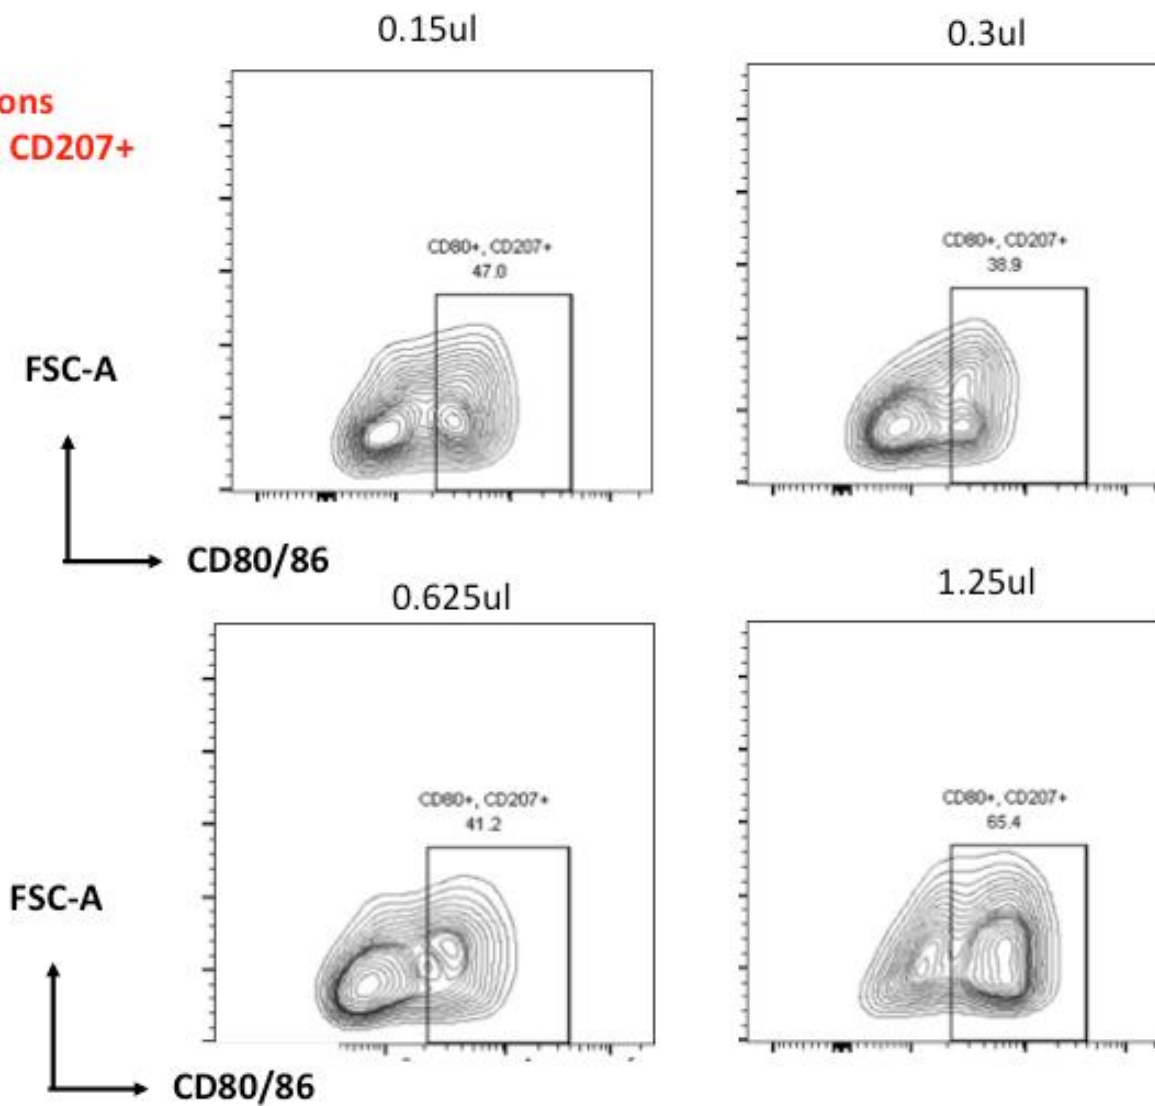 0.15ul
0.3ul
ons
CD207+
CD80+, CD207+
47.0
CD80+, CD207+
38.9
FSC-A
CD80/86
0.625ul
1.25ul
CD80+, CD207+
41.2
CD80+, CD207+
65.4
FSC-A
CD80/86